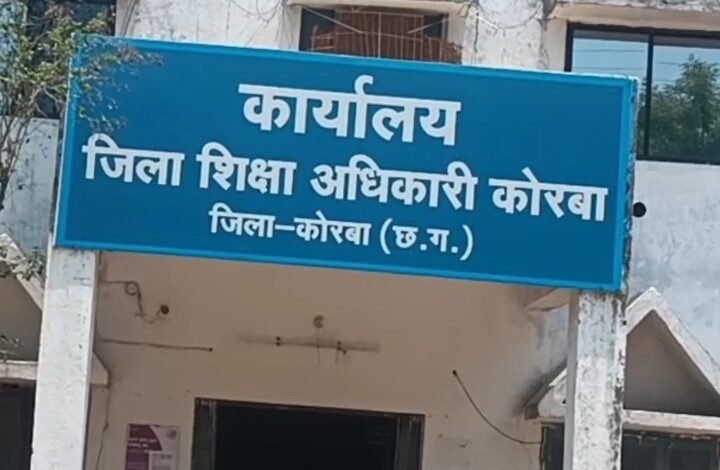 कार्यालय
जिला शिक्षा अधिकारी कोरबा
जिला-कोरबा (छ.ग.)